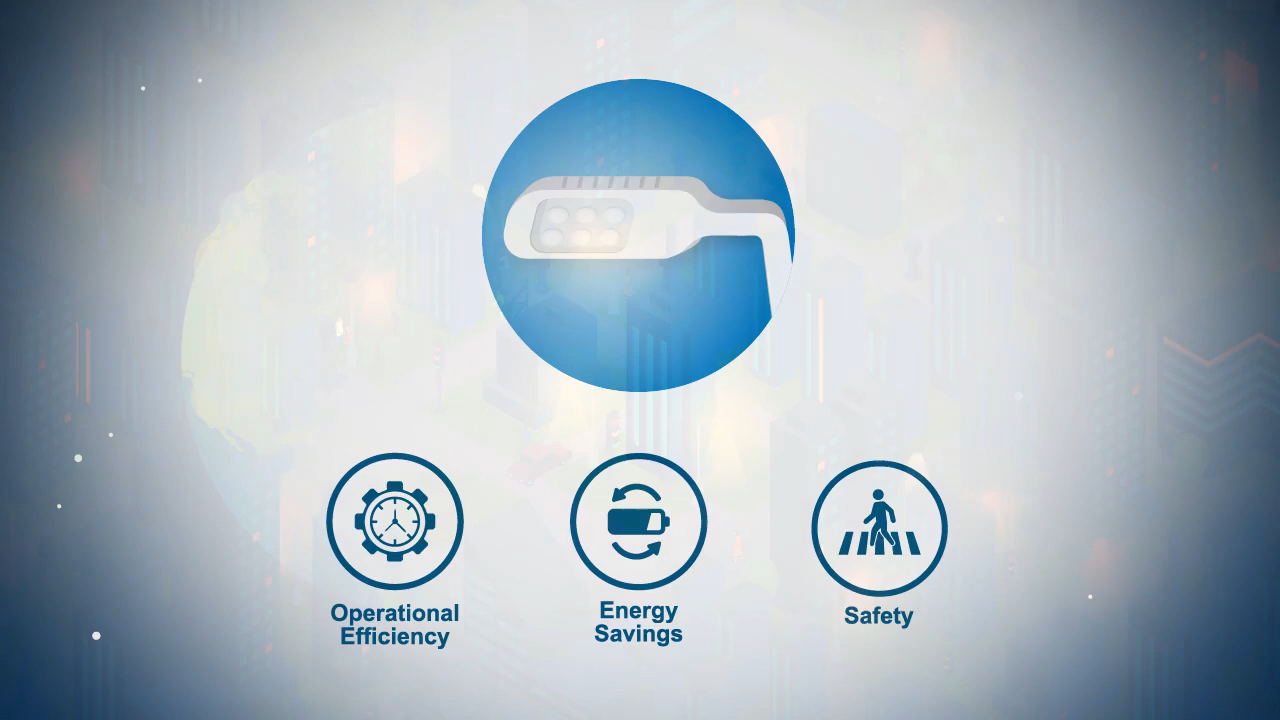 Operational
Efficiency
Energy
Savings
Safety